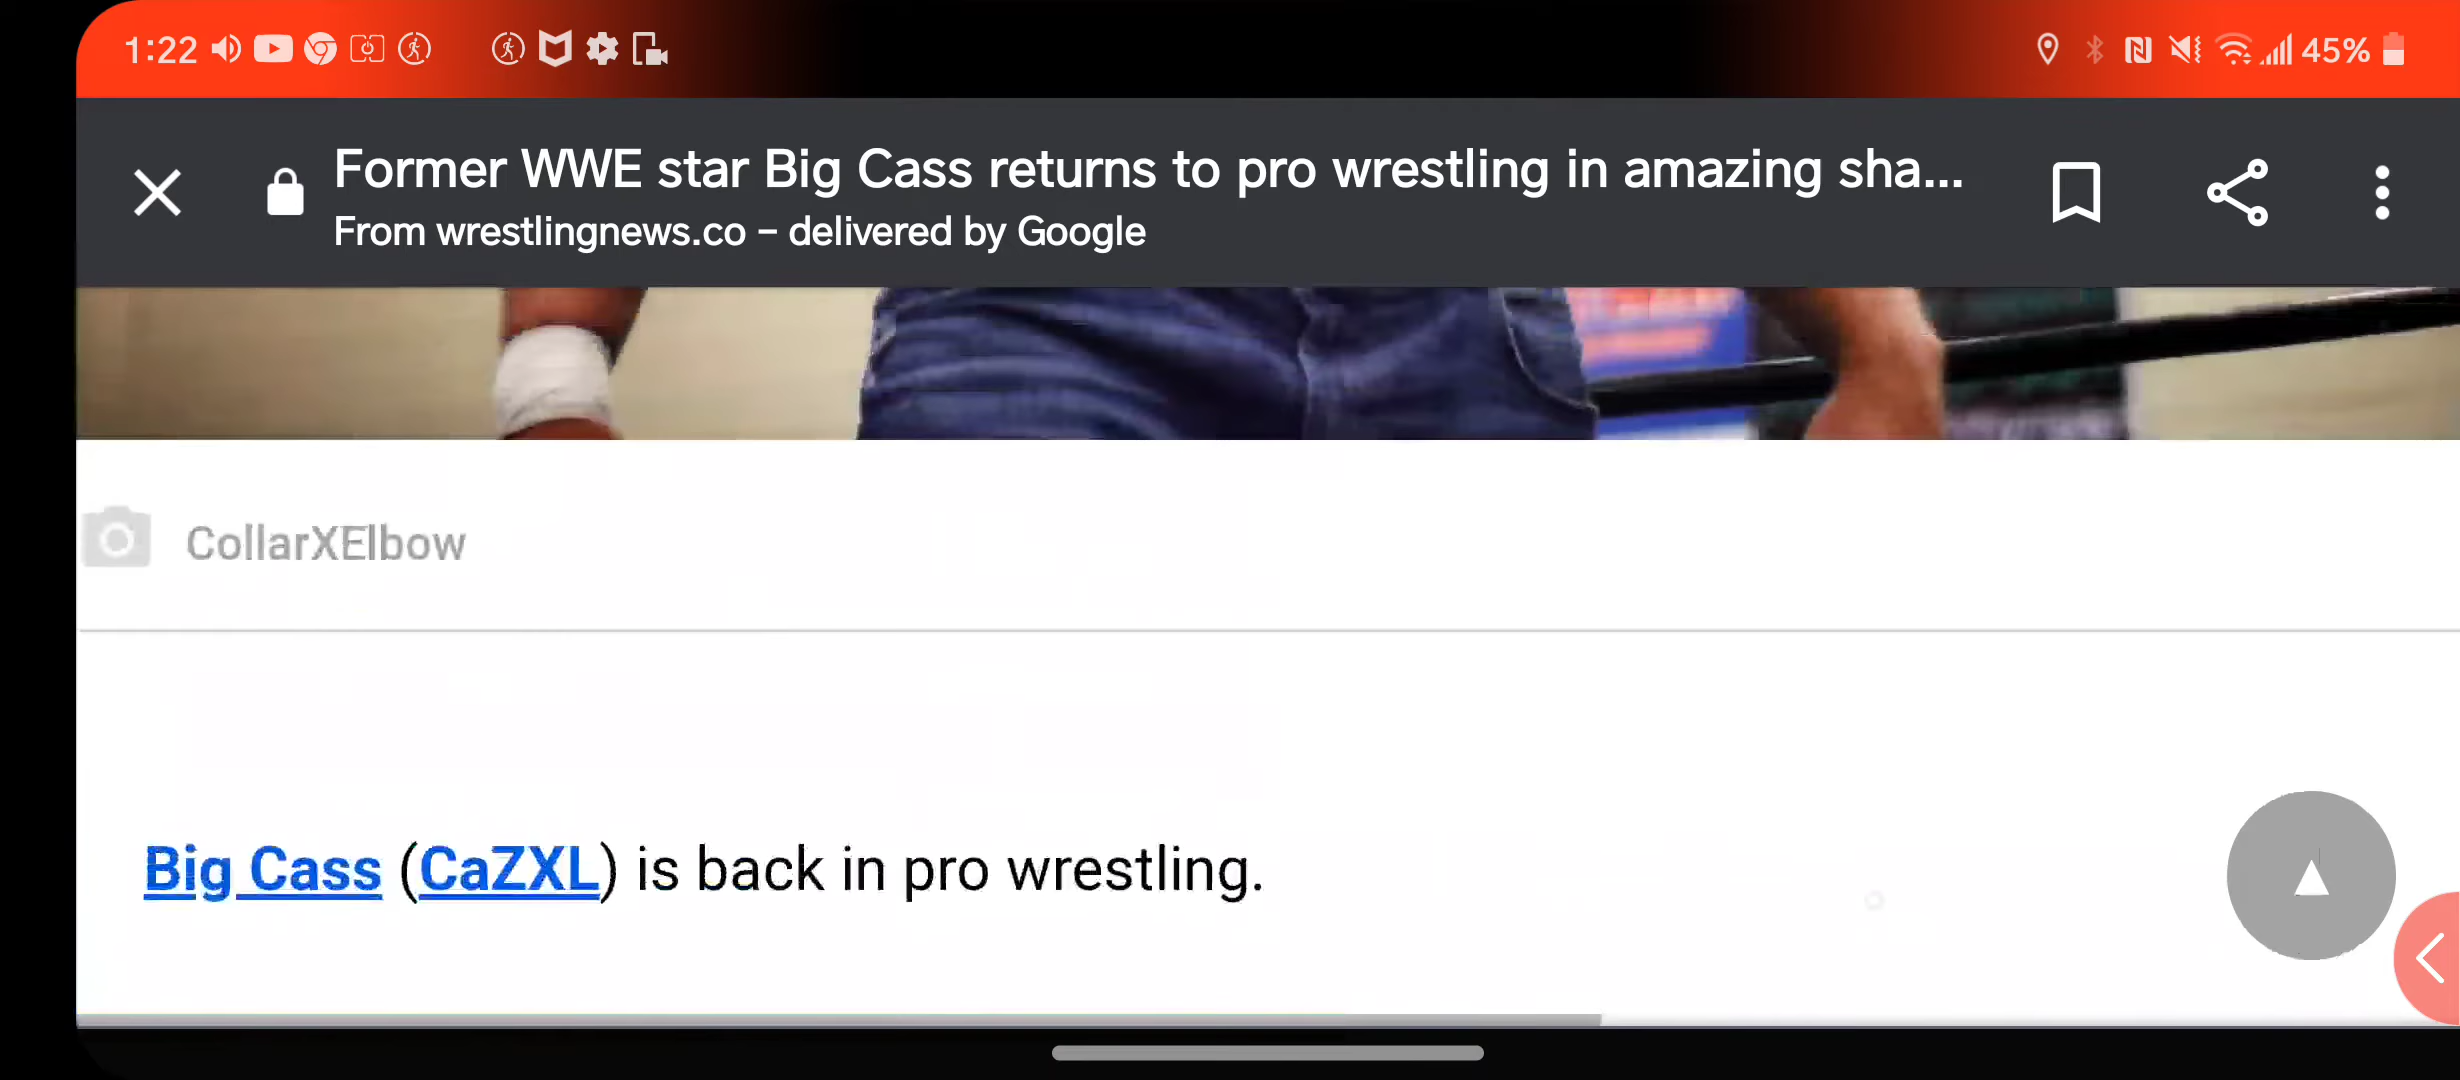 1:22 45%
Former WWE star Big Cass returns to pro wrestling in amazing sha...
From wrestlingnews.co – delivered by Google
CollarXElbow
Big Cass (CaZXL) is back in pro wrestling.